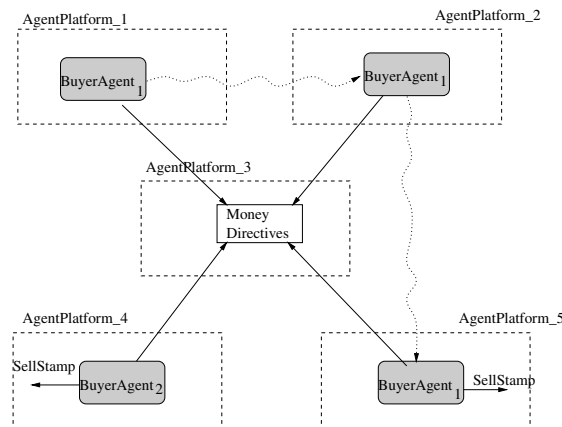 AgentPlatform_1
AgentPlatform_2
BuyerAgent 1
BuyerAgent 1
AgentPlatform_3
Money
Directives
AgentPlatform_4
AgentPlatform_5
SellStamp
BuyerAgent 2
BuyerAgent 1
SellStamp